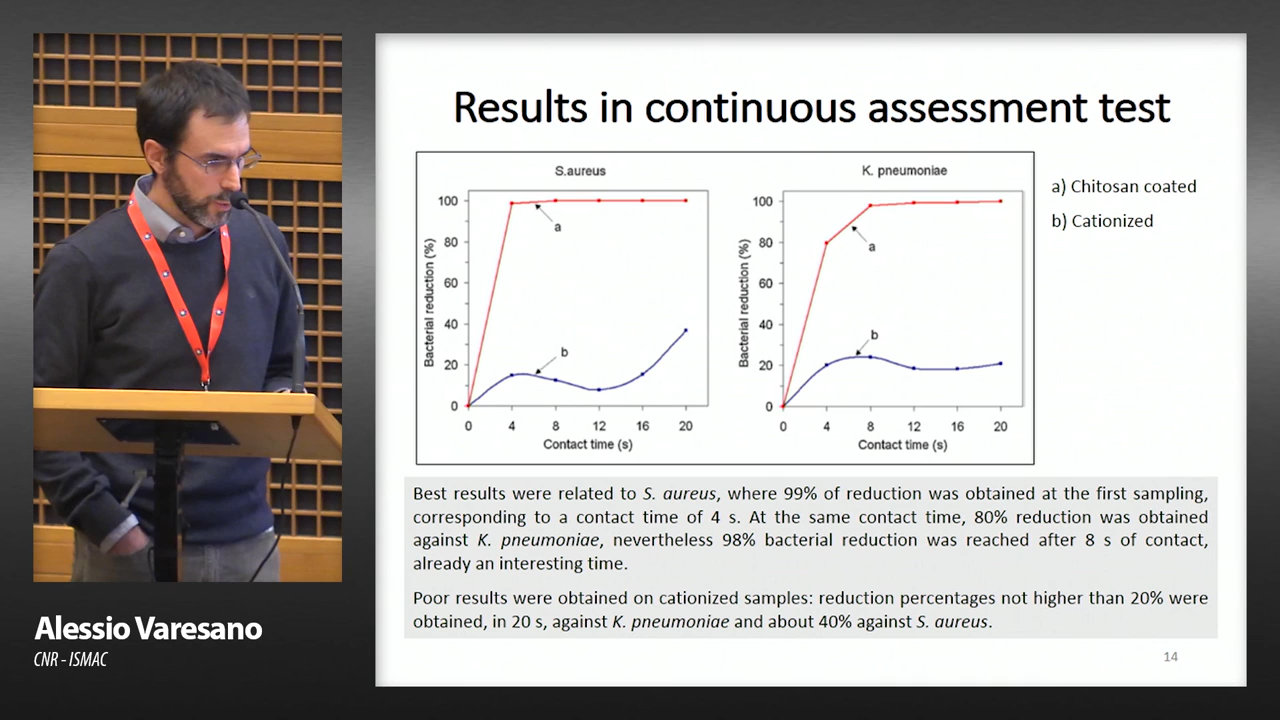 Results in continuous assessment test
S.aureus
100
80
60
40
20
0
Bacterial reduction (%)
a
b
0 4 8 12 16 20
Contact time (s)
K. pneumoniae
100
80
60
40
20
0
Bacterial reduction (%)
a
b
0 4 8 12 16 20
Contact time (s)
a) Chitosan coated
b) Cationized
Best results were related to S. aureus, where 99% of reduction was obtained at the first sampling,
corresponding to a contact time of 4 s. At the same contact time, 80% reduction was obtained
against K. pneumoniae, nevertheless 98% bacterial reduction was reached after 8 s of contact,
already an interesting time.
Poor results were obtained on cationized samples: reduction percentages not higher than 20% were
obtained, in 20 s, against K. pneumoniae and about 40% against S. aureus.
14
Alessio Varesano
CNR - ISMAC